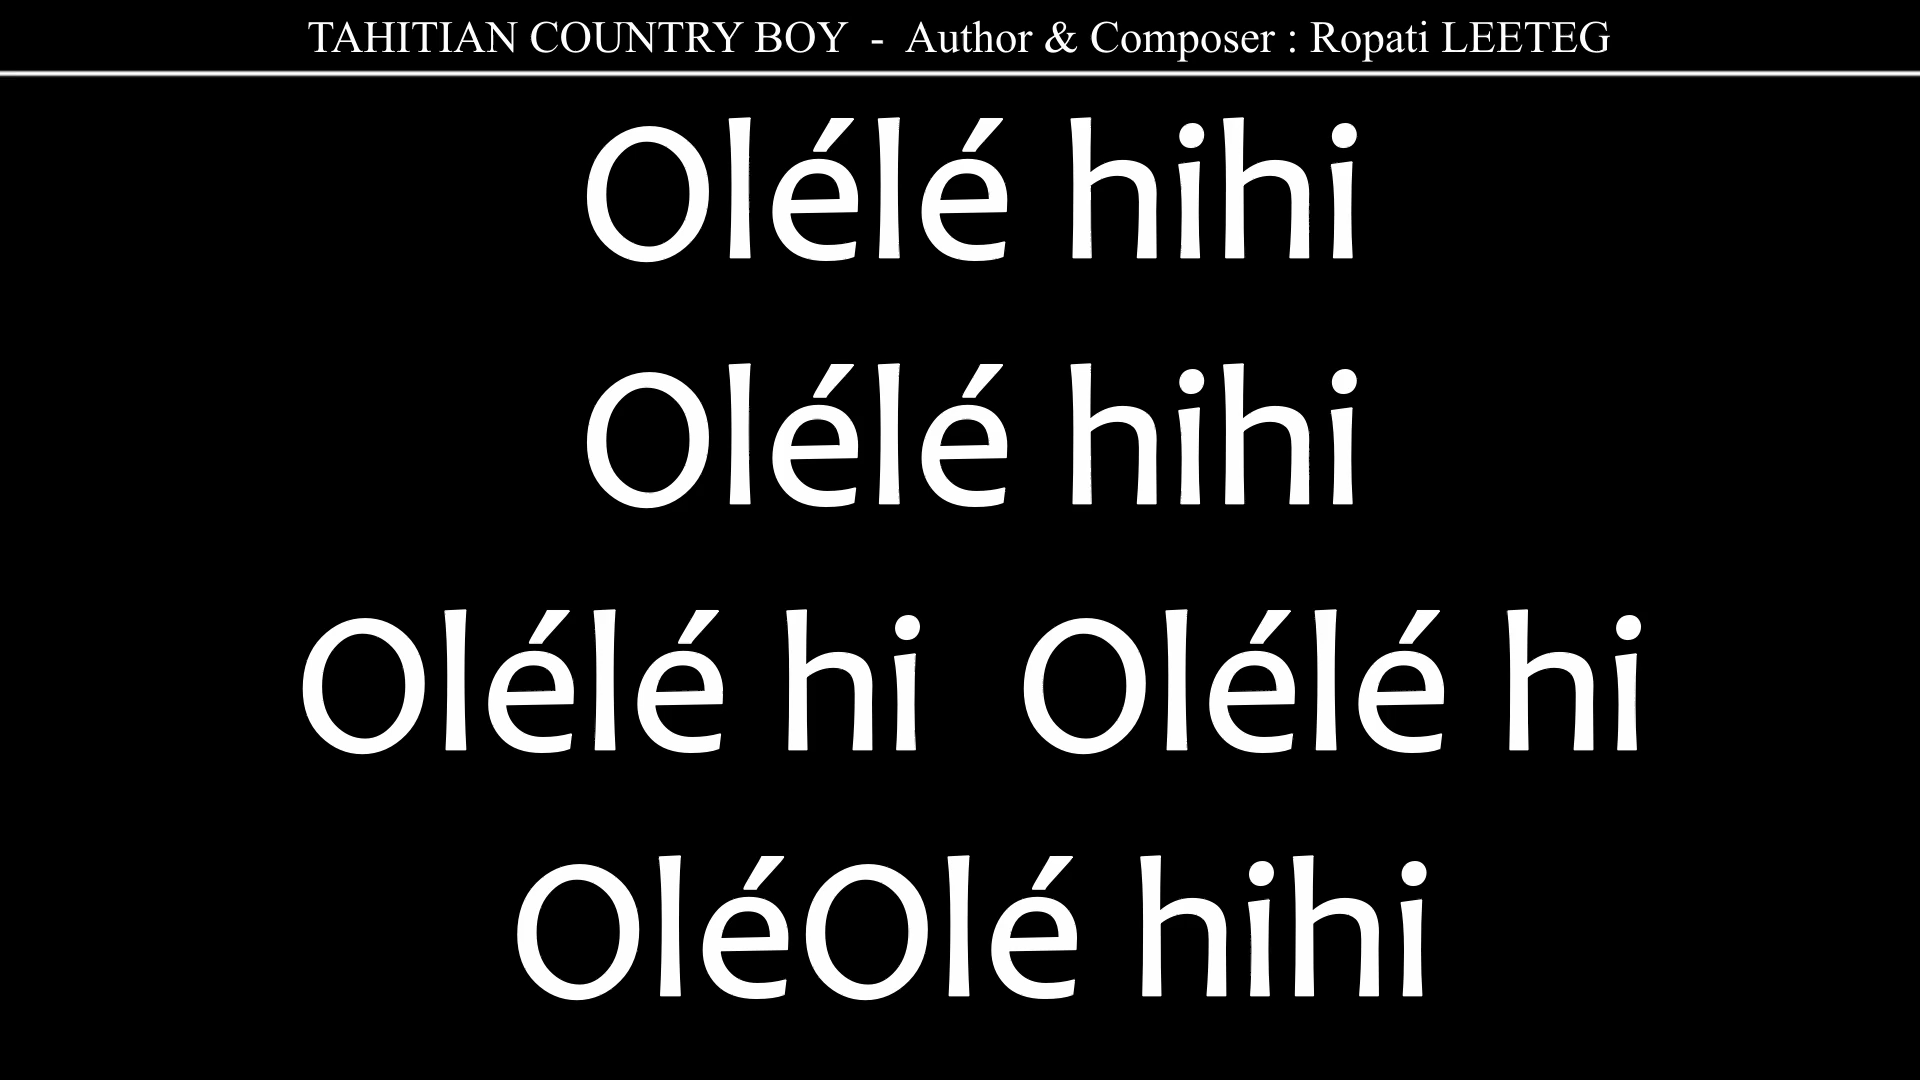 TAHITIAN COUNTRY BOY - Author & Composer : Ropati LEETEG
Olélé hihi
Olélé hihi
Olélé hi Olélé hi
OléOlé hihi